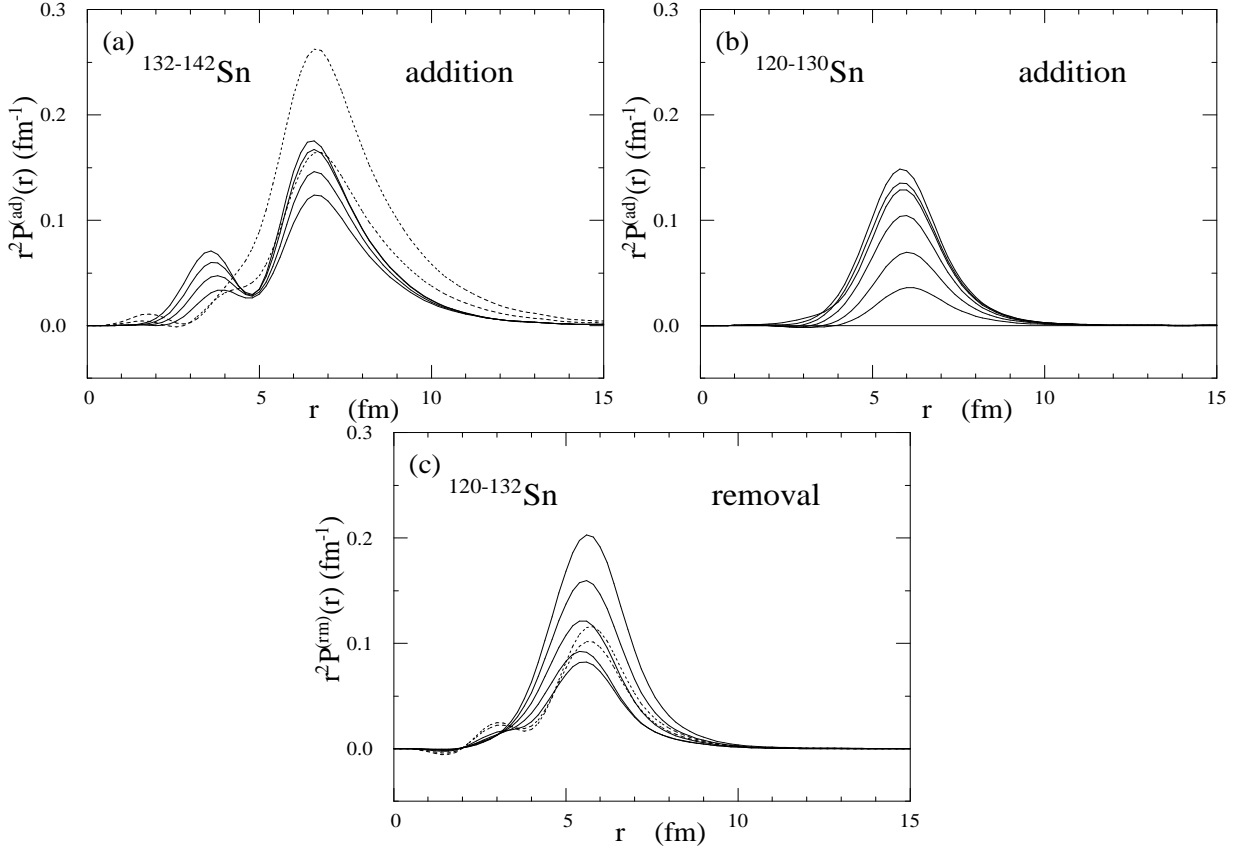 0.3
(a)
¹³²⁻¹⁴²Sn addition
0.2
0.1
0.0
r²P⁽ᵃᵈ⁾(r) (fm⁻¹)
0 5 10 15
r (fm)
0.3
(b)
¹²⁰⁻¹³⁰Sn addition
0.2
0.1
0.0
r²P⁽ᵃᵈ⁾(r) (fm⁻¹)
0 5 10 15
r (fm)
0.3
(c)
¹²⁰⁻¹³²Sn removal
0.2
0.1
0.0
r²P⁽ʳᵐ⁾(r) (fm⁻¹)
0 5 10 15
r (fm)